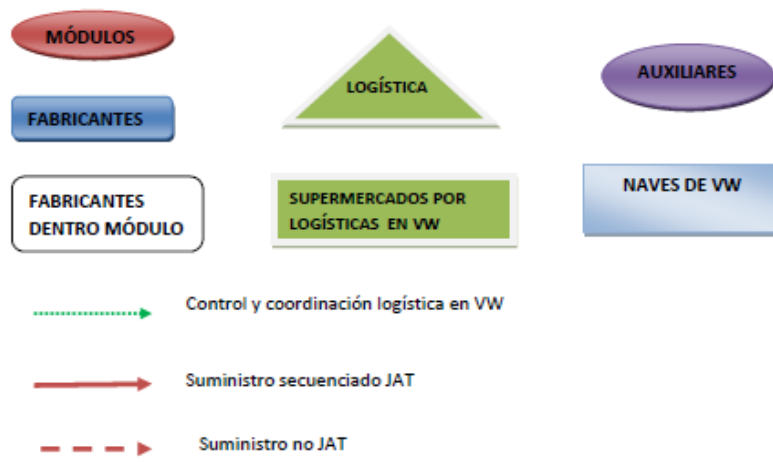 MÓDULOS
LOGÍSTICA
AUXILIARES
FABRICANTES
FABRICANTES
DENTRO MÓDULO
SUPERMERCADOS POR
LOGÍSTICAS EN VW
NAVES DE VW
Control y coordinación logística en VW
Suministro secuenciado JAT
Suministro no JAT